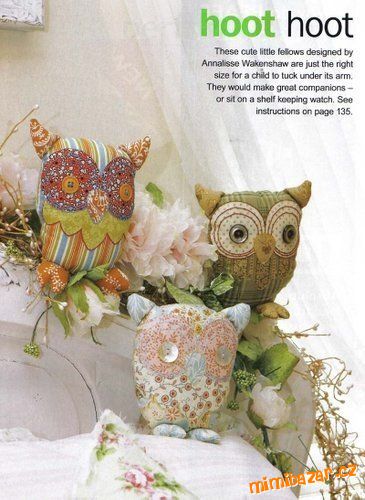 hoot hoot
These cute little fellows designed by
Annalisse Wakenshaw are just the right
size for a child to tuck under its arm.
They would make great companions –
or sit on a shelf keeping watch. See
instructions on page 135.
mimibazar.cz